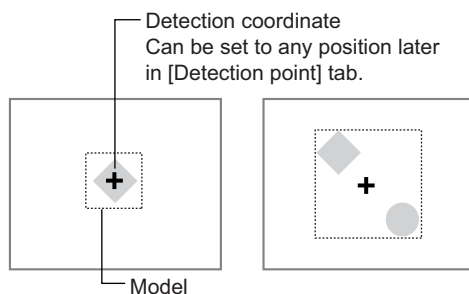 Detection coordinate
Can be set to any position later
in [Detection point] tab.
Model